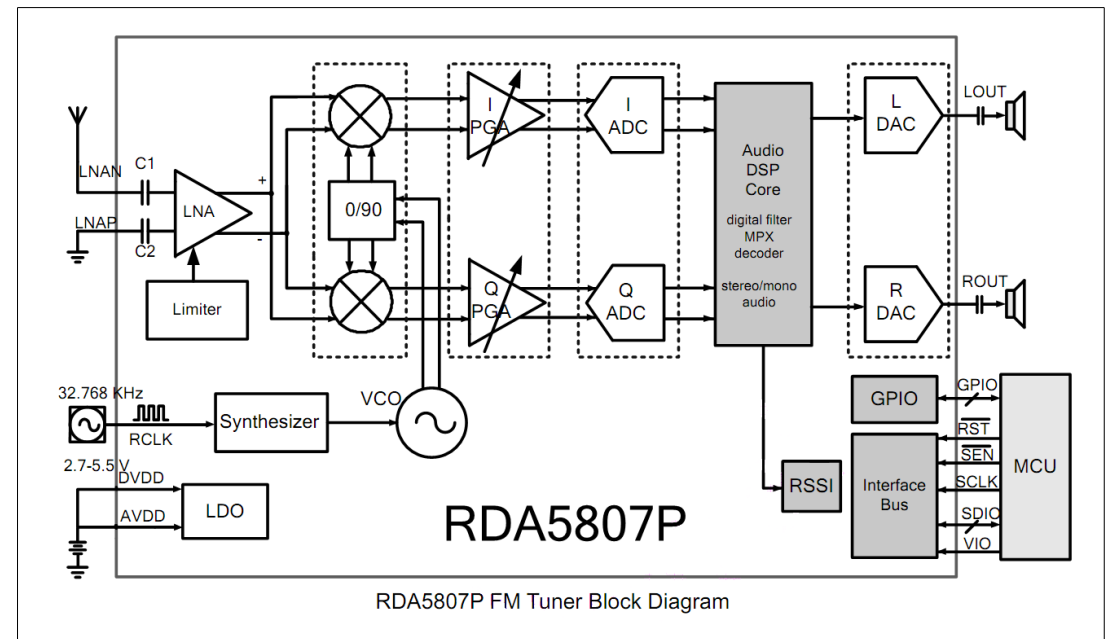 LNAN
C1
LNAP
C2
+
-
LNA
Limiter
0/90
I
PGA
I
ADC
Q
PGA
Q
ADC
Audio
DSP
Core
digital filter
MPX
decoder
stereo/mono
audio
L
DAC
LOUT
R
DAC
ROUT
32.768 KHz
RCLK
Synthesizer
VCO
2.7-5.5 V
DVDD
AVDD
LDO
RDA5807P
RSSI
GPIO
Interface
Bus
GPIO
RST
SEN
SCLK
SDIO
VIO
MCU
RDA5807P FM Tuner Block Diagram